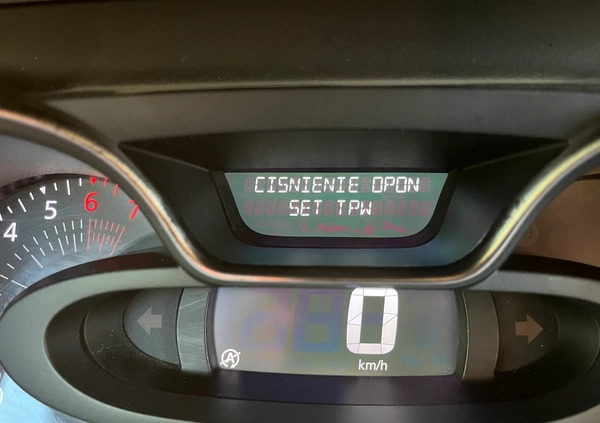 CISNIENIE OPON
SET TPW
4 5 6 7
0
A
km/h